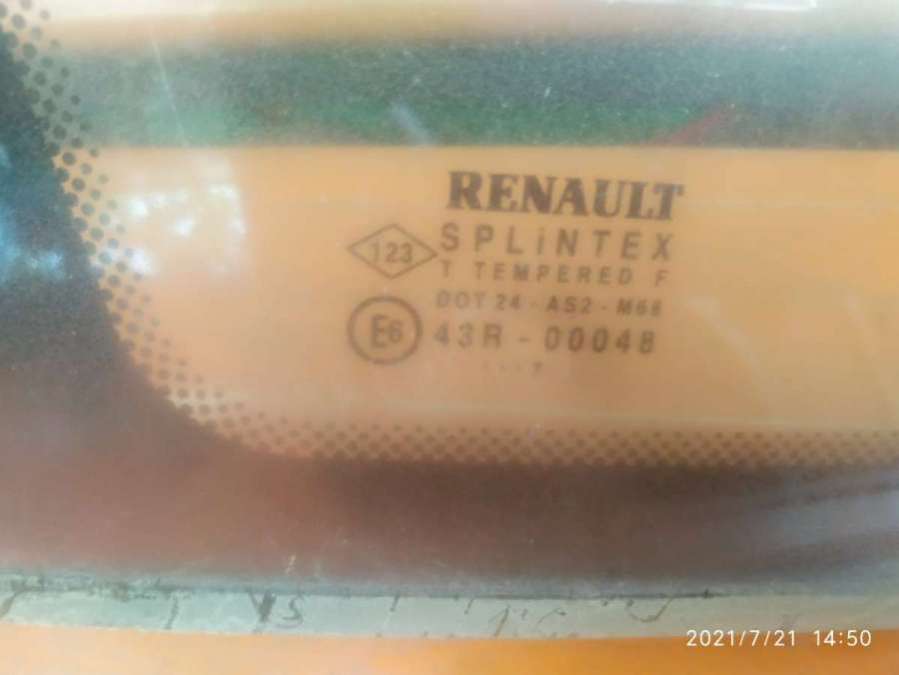 RENAULT
123
SPLiNTEX
T TEMPERED F
DOT 24 - AS2 - M68
E6
43R - 00048
2021/7/21 14:50